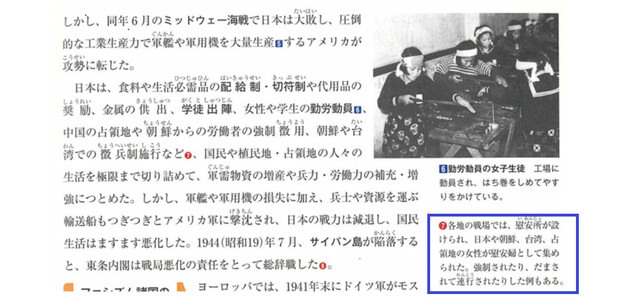 しかし、同年6月のミッドウェー海戦で日本は大敗し、圧倒
的な工業生産力で軍艦や軍用機を大量生産❺するアメリカが
攻勢に転じた。
日本は、食料や生活必需品の配給制・切符制や代用品の
奨励、金属の供出、学徒出陣、女性や学生の勤労動員❻、
中国の占領地や朝鮮からの労働者の強制徴用、朝鮮や台
湾での徴兵制施行など❼、国民や植民地・占領地の人々の
生活を極限まで切り詰めて、軍需物資の増産や兵力・労働力の補充・増
強につとめた。しかし、軍艦や軍用機の損失に加え、兵士や資源を運ぶ
輸送船もつぎつぎとアメリカ軍に撃沈され、日本の戦力は減退し、国民
生活はますます悪化した。1944(昭和19)年7月、サイパン島が陥落する
と、東条内閣は戦局悪化の責任をとって総辞職した❽。
ヨーロッパでは、1941年末にドイツ軍がモス
❻勤労動員の女子生徒 工場に
動員され、はち巻をしめてやす
りをかけている。
❼各地の戦場では、慰安所が設
けられ、日本や朝鮮、台湾、占
領地の女性が慰安婦として集め
られた。強制されたり、だまさ
れて連行されたりした例もある。